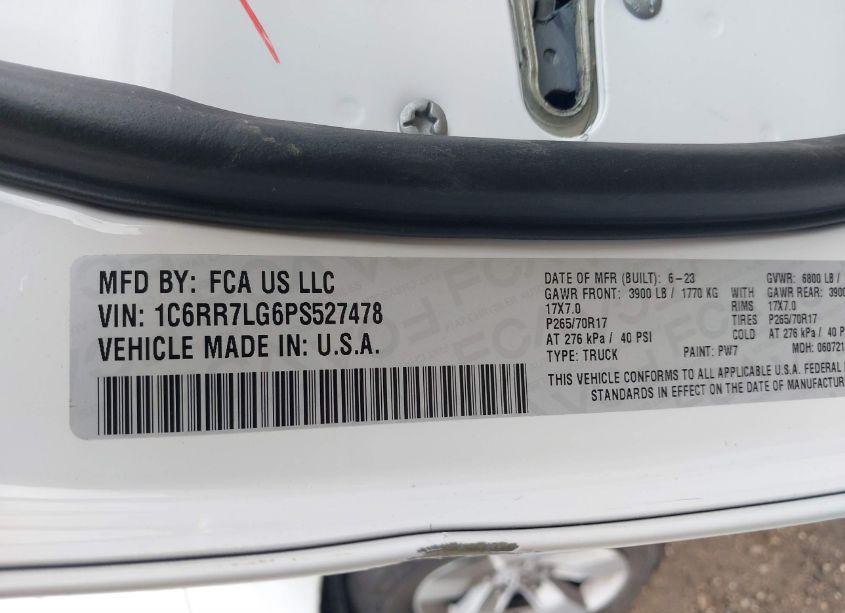 MFD BY: FCA US LLC
VIN: 1C6RR7LG6PS527478
VEHICLE MADE IN: U.S.A.
DATE OF MFR (BUILT): 6-23 GVWR: 6800 LB /
GAWR FRONT: 3900 LB / 1770 KG WITH GAWR REAR: 3900
17X7.0 RIMS 17X7.0
P265/70R17 TIRES P265/70R17
AT 276 kPa / 40 PSI COLD AT 276 kPa / 40 P
TYPE: TRUCK PAINT: PW7 MDH: 060721
THIS VEHICLE CONFORMS TO ALL APPLICABLE U.S.A. FEDERAL
STANDARDS IN EFFECT ON THE DATE OF MANUFACTUR